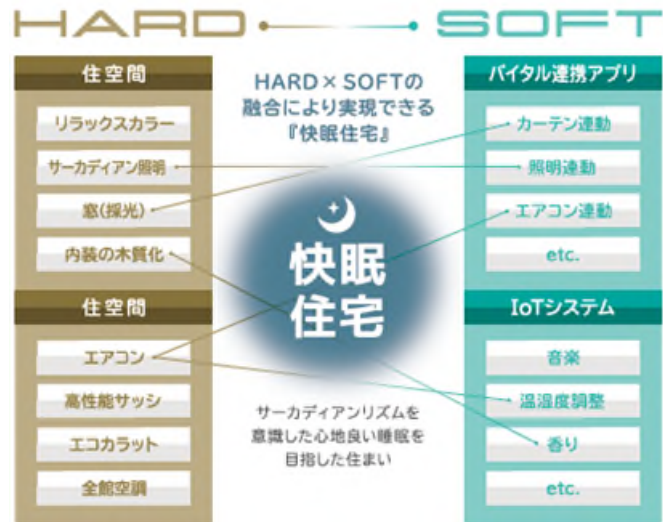 HARD
SOFT
住空間
リラックスカラー
サーカディアン照明
窓(採光)
内装の木質化
住空間
エアコン
高性能サッシ
エコカラット
全館空調
HARD×SOFTの
融合により実現できる
『快眠住宅』
快眠
住宅
サーカディアンリズムを
意識した心地良い睡眠を
目指した住まい
バイタル連携アプリ
カーテン連動
照明連動
エアコン連動
etc.
IoTシステム
音楽
温湿度調整
香り
etc.